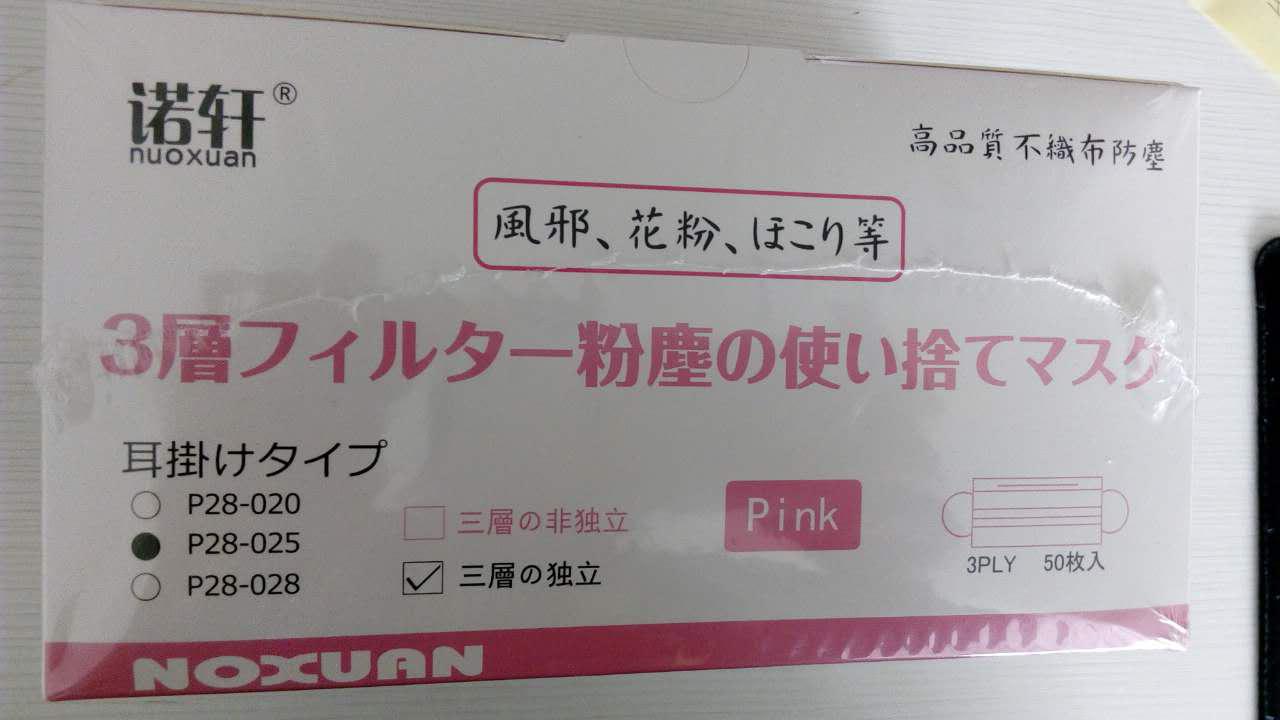 诺轩®
nuoxuan
高品質不織布防塵
風邪、花粉、ほこり等
3層フィルター粉塵の使い捨てマスク
耳掛けタイプ
P28-020
P28-025
P28-028
三層の非独立
三層の独立
Pink
3PLY 50枚入
NOXUAN